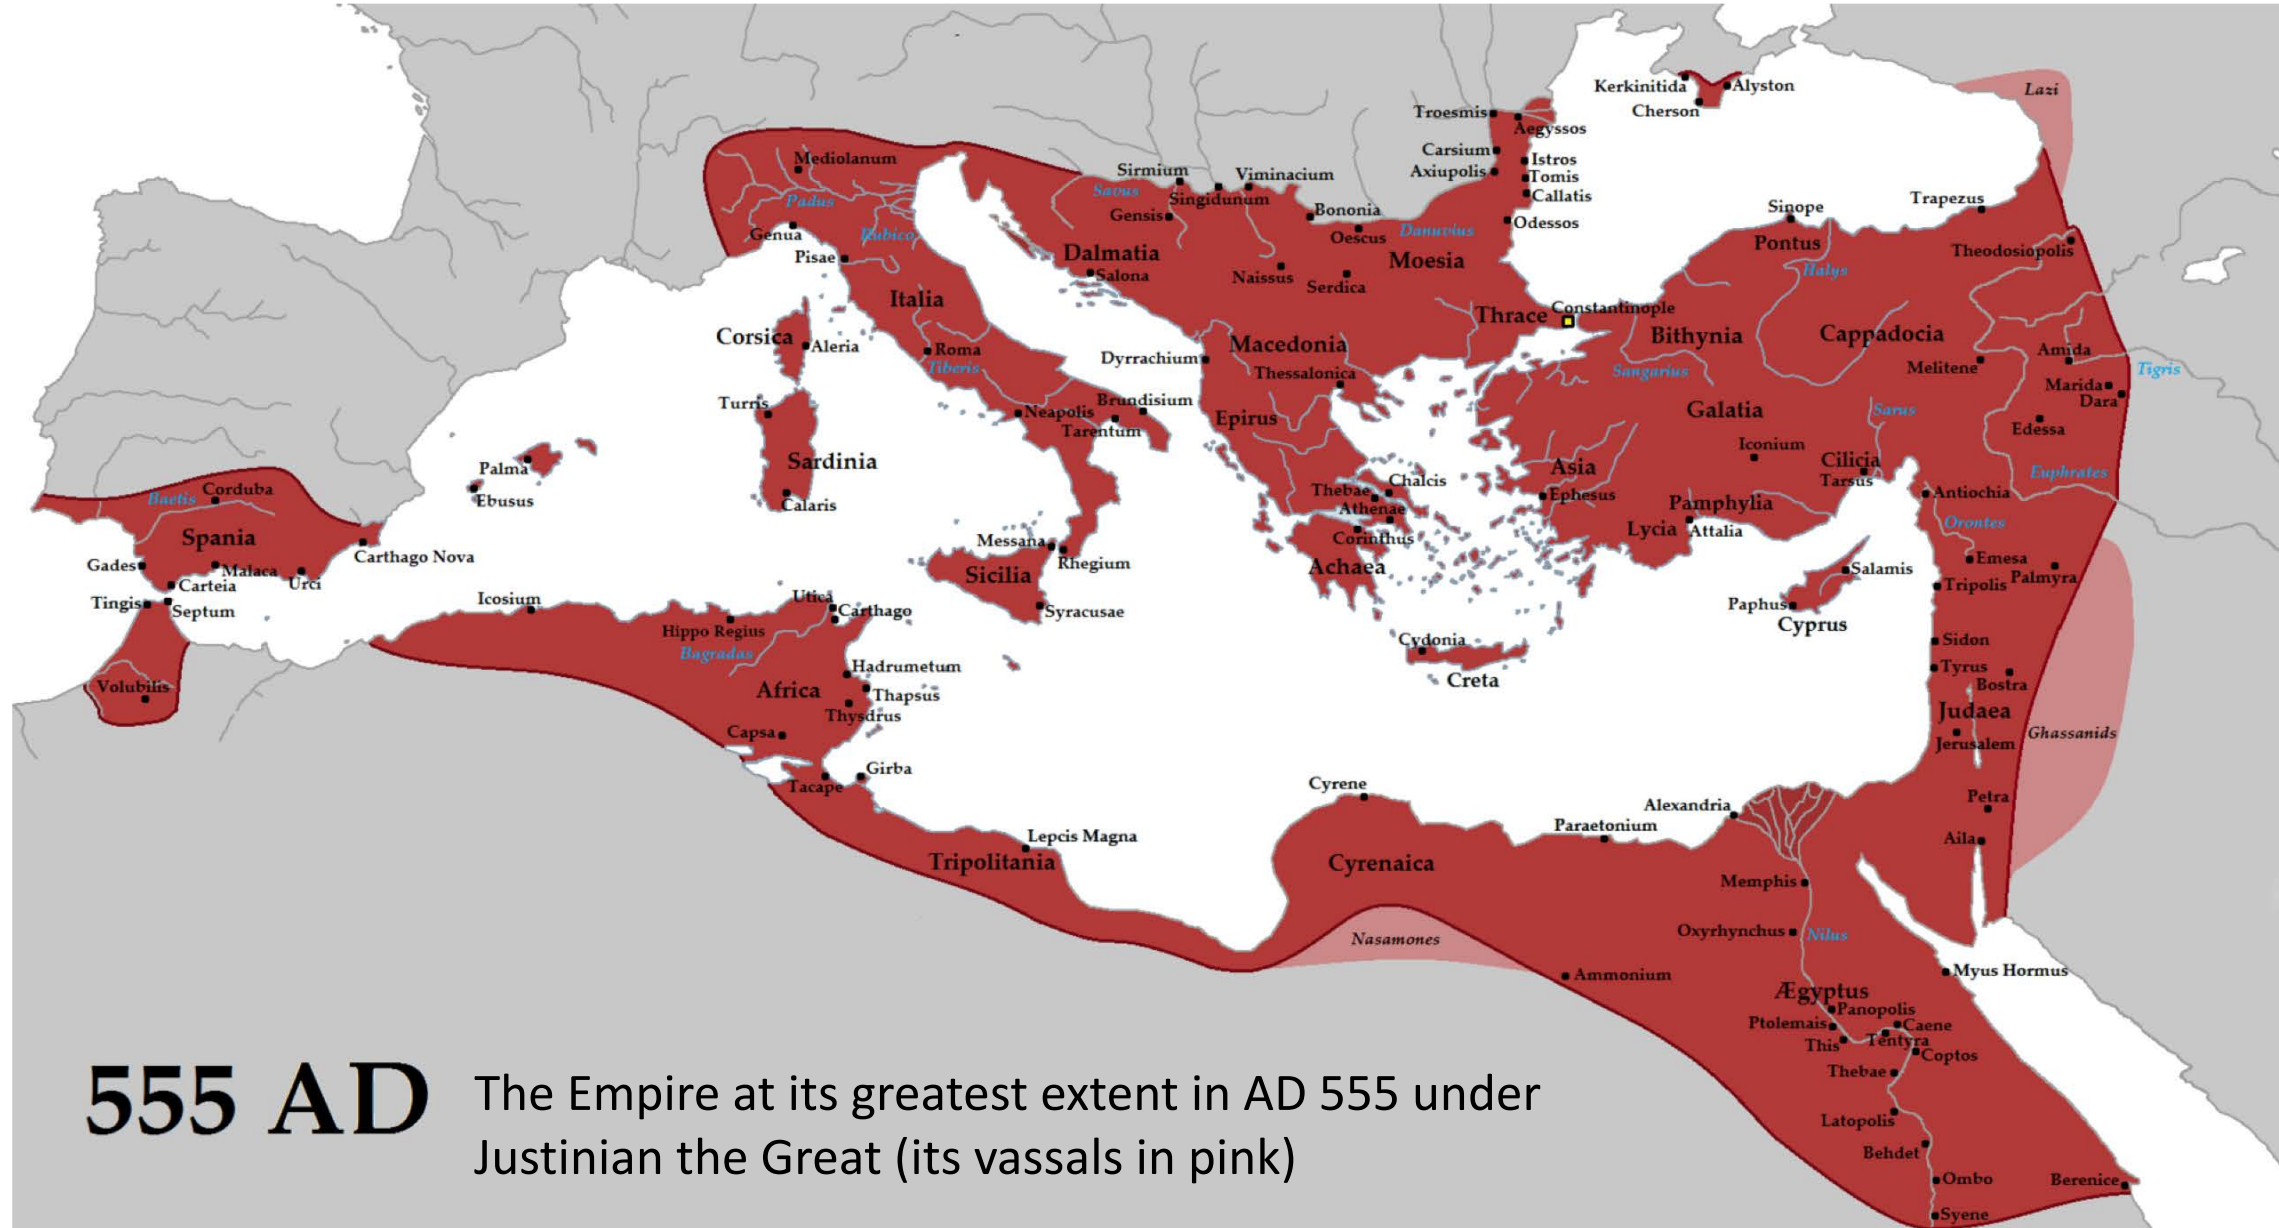 Kerkinitida
Alyston
Cherson
Lazi
Troesmis
Aegyssos
Carsium
Istros
Axiupolis
Tomis
Callatis
Odessos
Mediolanum
Padus
Genua
Rubico
Pisae
Sirmium
Viminacium
Savus
Singidunum
Gensis
Bononia
Oescus
Danuvius
Dalmatia
Salona
Naissus
Serdica
Moesia
Sinope
Trapezus
Pontus
Theodosiopolis
Halys
Italia
Corsica
Aleria
Roma
Tiberis
Thrace
Constantinople
Bithynia
Cappadocia
Macedonia
Dyrrachium
Thessalonica
Sangarius
Melitene
Amida
Tigris
Marida
Dara
Turris
Neapolis
Brundisium
Tarentum
Epirus
Galatia
Sarus
Edessa
Iconium
Sardinia
Palma
Ebusus
Calaris
Asia
Ephesus
Cilicia
Tarsus
Euphrates
Thebae
Chalcis
Athenae
Corinthus
Achaea
Pamphylia
Lycia
Attalia
Antiochia
Orontes
Baetis
Corduba
Spania
Gades
Malaca
Carteia
Urci
Carthago Nova
Tingis
Septum
Volubilis
Icosium
Utica
Carthago
Hippo Regius
Bagradas
Messana
Rhegium
Sicilia
Syracusae
Emesa
Palmyra
Salamis
Tripolis
Paphus
Cyprus
Sidon
Tyrus
Bostra
Cydonia
Creta
Hadrumetum
Africa
Thapsus
Thysdrus
Capsa
Judaea
Jerusalem
Ghassanids
Girba
Tacape
Cyrene
Alexandria
Paraetonium
Petra
Aila
Lepcis Magna
Tripolitania
Cyrenaica
Memphis
Nasamones
Oxyrhynchus
Nilus
Ammonium
Myus Hormus
Ægyptus
Panopolis
Ptolemais
Caene
This
Tentyra
Coptos
Thebae
Latopolis
Behdet
Ombo
Berenice
Syene
555 AD
The Empire at its greatest extent in AD 555 under
Justinian the Great (its vassals in pink)